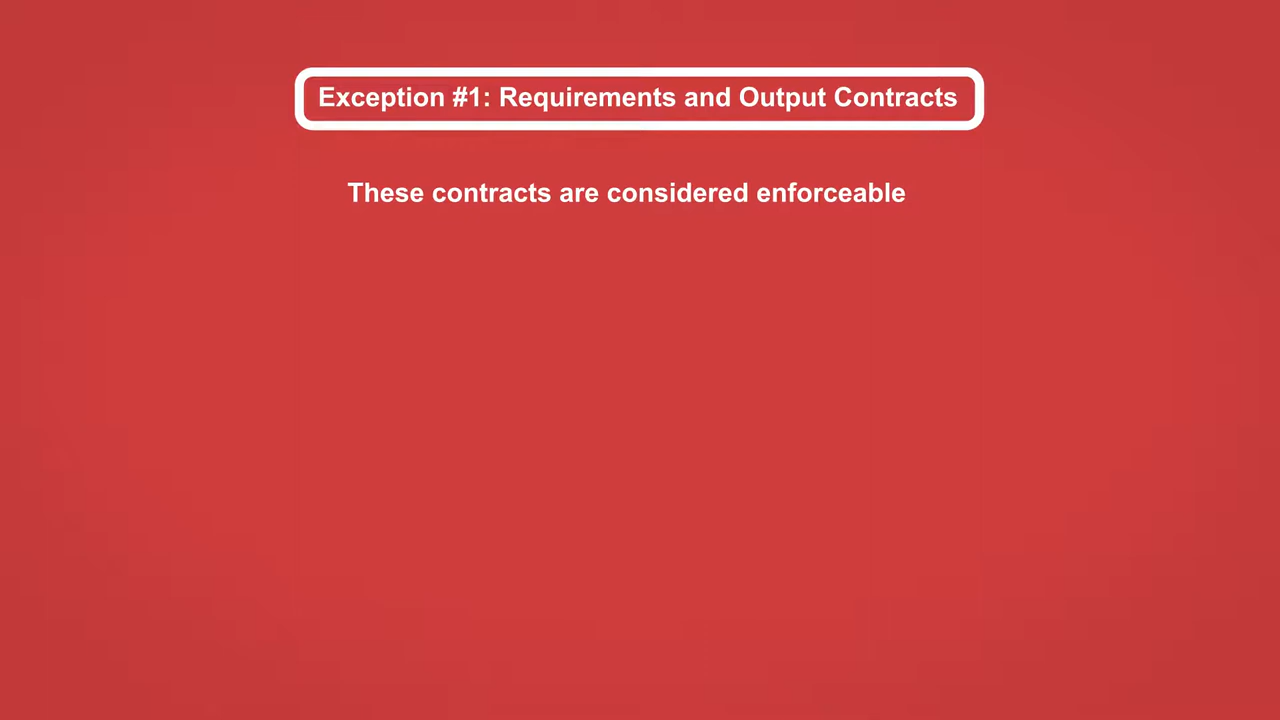 Exception #1: Requirements and Output Contracts
These contracts are considered enforceable